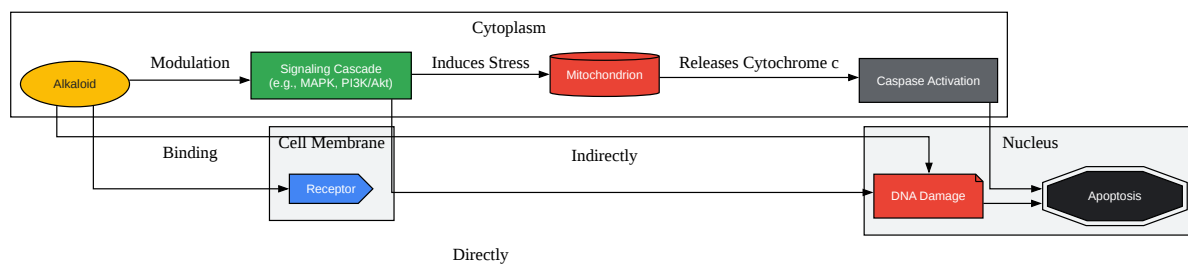 Cytoplasm
Modulation
Induces Stress
Releases Cytochrome c
Alkaloid
Signaling Cascade
(e.g., MAPK, PI3K/Akt)
Mitochondrion
Caspase Activation
Cell Membrane
Nucleus
Binding
Indirectly
Receptor
DNA Damage
Apoptosis
Directly